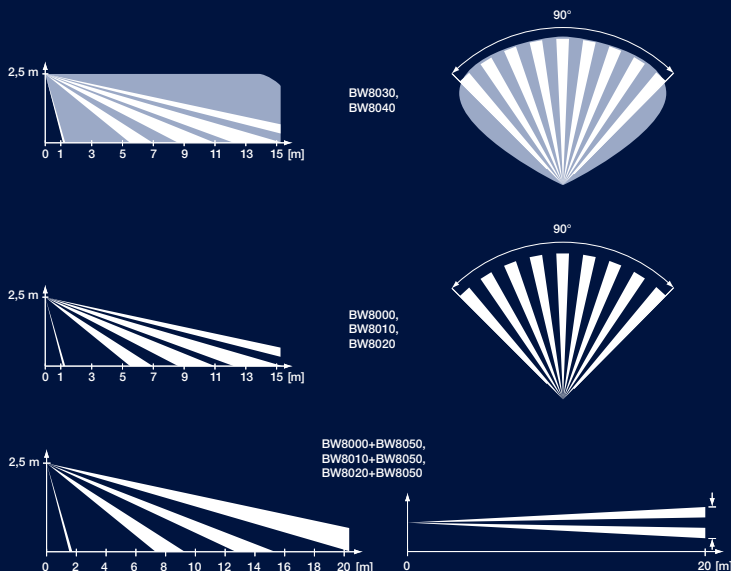 90°
2,5 m
BW8030,
BW8040
0 1 3 5 7 9 11 13 15 [m]
90°
2,5 m
BW8000,
BW8010,
BW8020
0 1 3 5 7 9 11 13 15 [m]
BW8000+BW8050,
BW8010+BW8050,
BW8020+BW8050
2,5 m
0 2 4 6 8 10 12 14 16 18 20 [m]
0 20 [m]